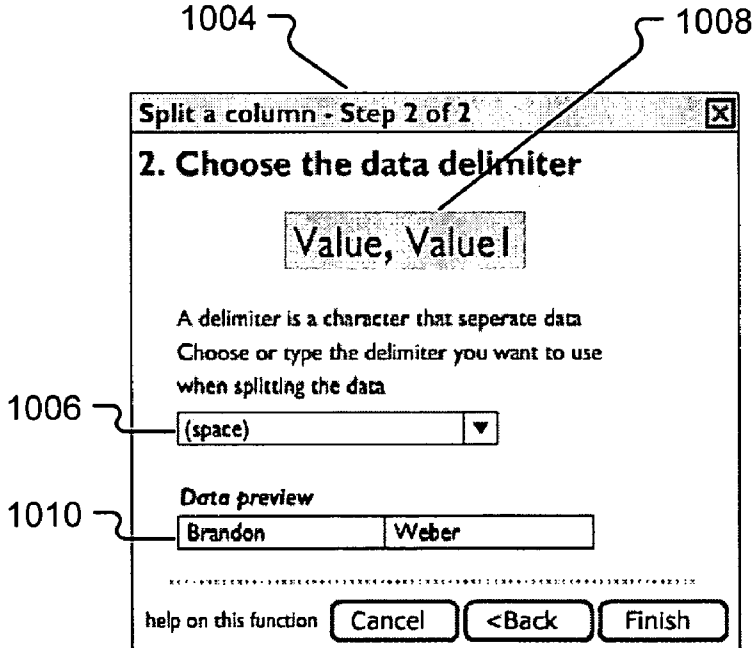 1004
1008
Split a column - Step 2 of 2
2. Choose the data delimiter
Value, Value1
A delimiter is a character that seperate data
Choose or type the delimiter you want to use
when splitting the data
1006
(space)
Data preview
1010
Brandon Weber
help on this function Cancel <Back Finish